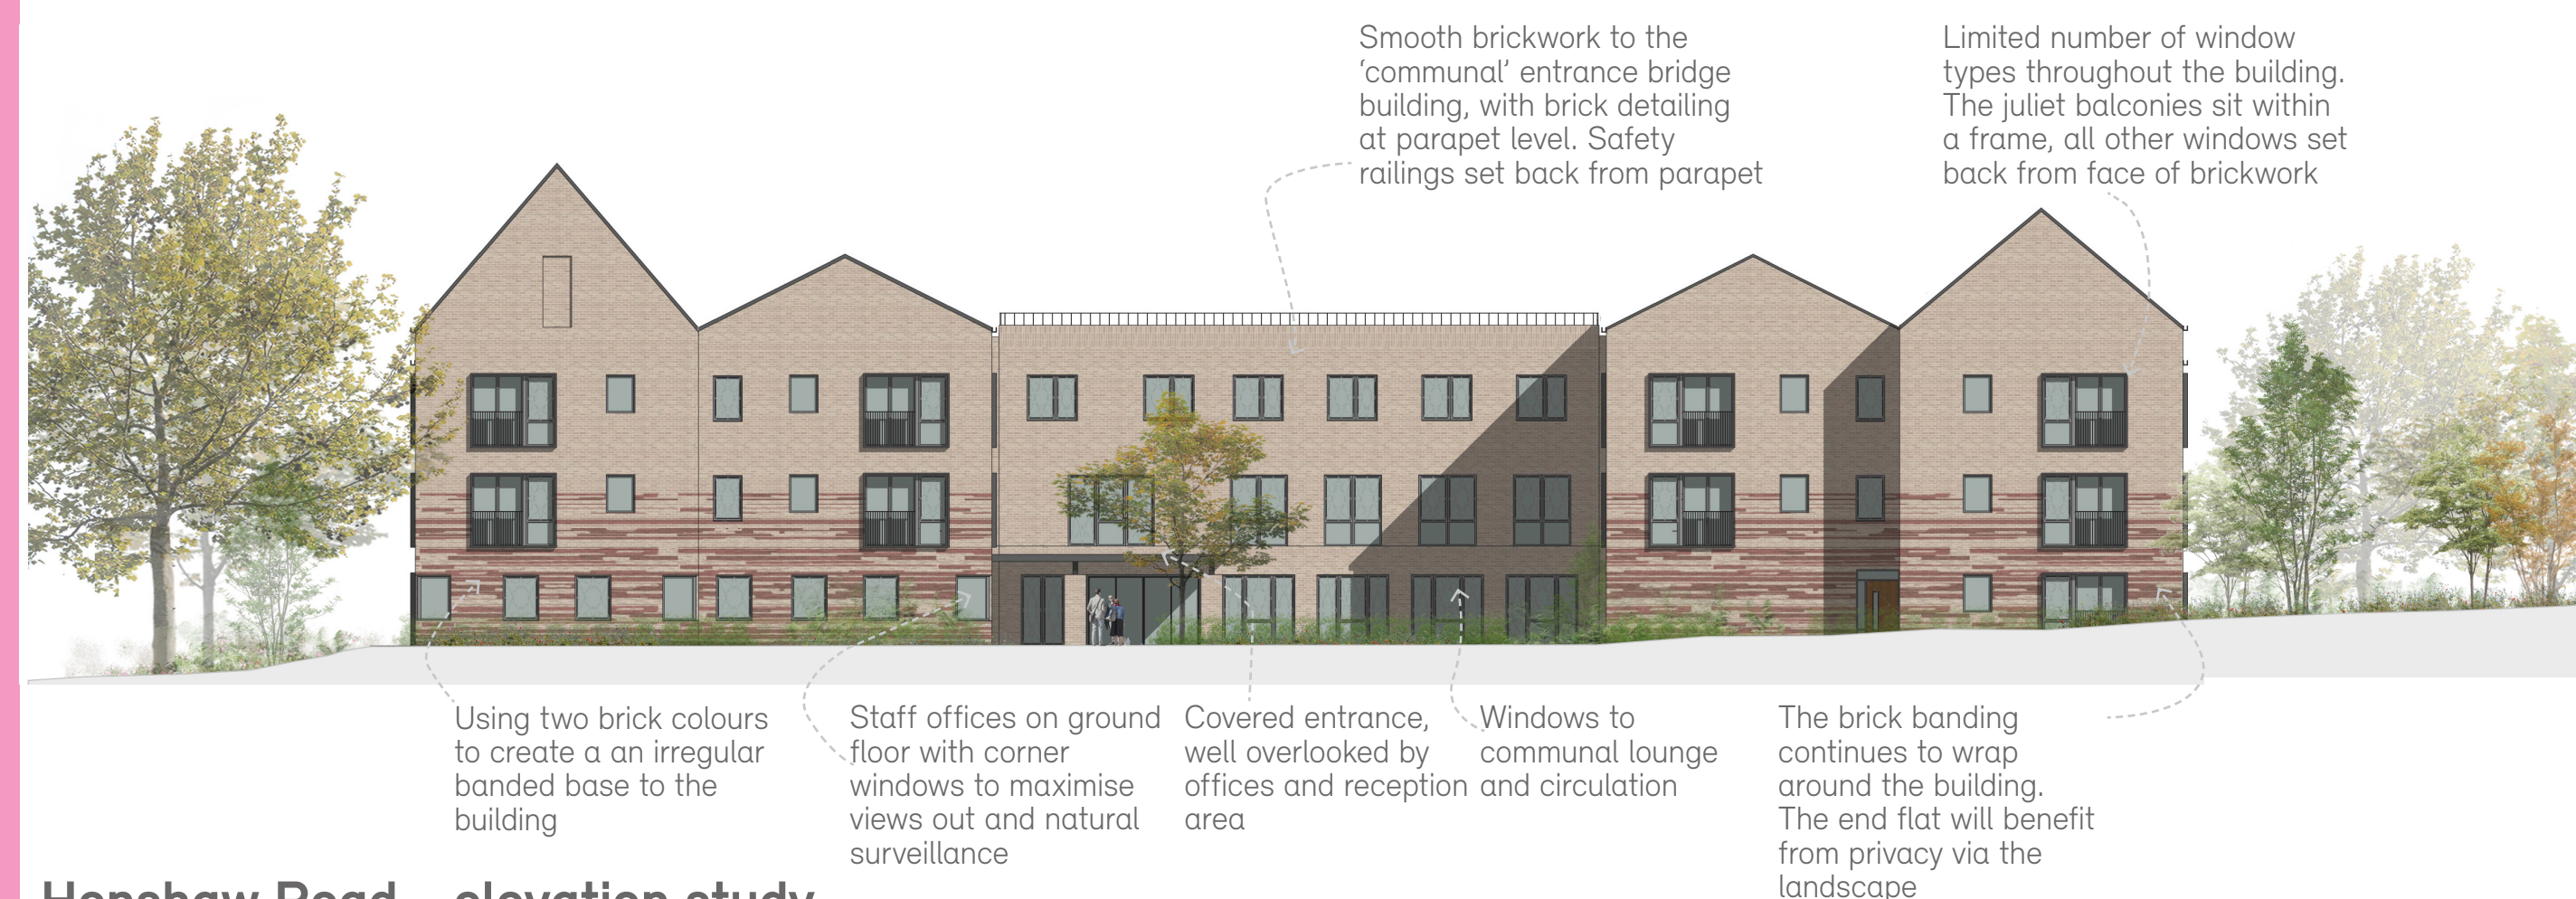 Smooth brickwork to the
‘communal’ entrance bridge
building, with brick detailing
at parapet level. Safety
railings set back from parapet
Limited number of window
types throughout the building.
The juliet balconies sit within
a frame, all other windows set
back from face of brickwork
Using two brick colours
to create a an irregular
banded base to the
building
Staff offices on ground
floor with corner
windows to maximise
views out and natural
surveillance
Covered entrance,
well overlooked by
offices and reception
area
Windows to
communal lounge
and circulation
The brick banding
continues to wrap
around the building.
The end flat will benefit
from privacy via the
landscape
Henshaw Road - elevation study